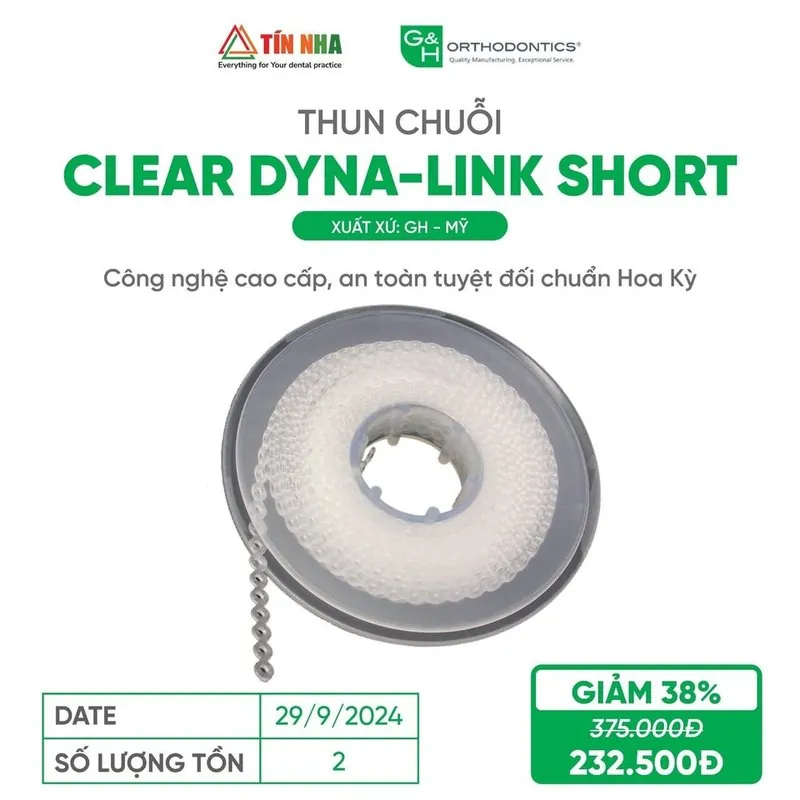 TÍN NHA
Everything for Your dental practice
G&H ORTHODONTICS®
Quality Manufacturing. Exceptional Service.
THUN CHUỖI
CLEAR DYNA-LINK SHORT
XUẤT XỨ: GH - MỸ
Công nghệ cao cấp, an toàn tuyệt đối chuẩn Hoa Kỳ
DATE 29/9/2024
SỐ LƯỢNG TỒN 2
GIẢM 38%
375.000Đ
232.500Đ